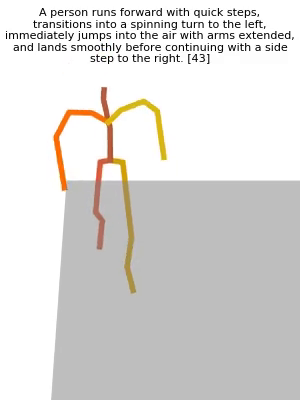 A person runs forward with quick steps,
transitions into a spinning turn to the left,
immediately jumps into the air with arms extended,
and lands smoothly before continuing with a side
step to the right. [43]